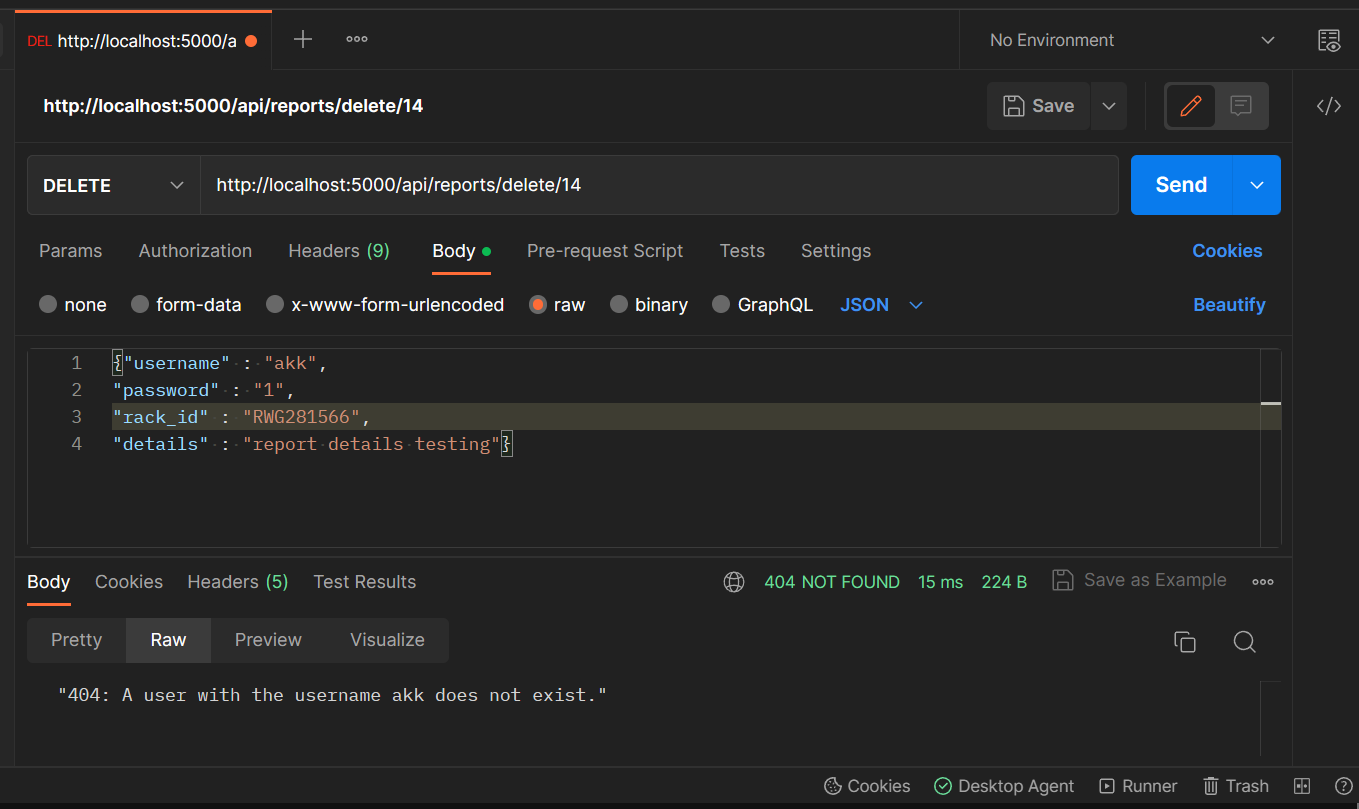 DEL http://localhost:5000/a
No Environment
http://localhost:5000/api/reports/delete/14
Save
</>
DELETE http://localhost:5000/api/reports/delete/14 Send
Params Authorization Headers (9) Body Pre-request Script Tests Settings Cookies
none form-data x-www-form-urlencoded raw binary GraphQL JSON Beautify
1 {"username" : "akk",
2 "password" : "1",
3 "rack_id" : "RWG281566",
4 "details" : "report details testing"}
Body Cookies Headers (5) Test Results 404 NOT FOUND 15 ms 224 B Save as Example
Pretty Raw Preview Visualize
"404: A user with the username akk does not exist."
Cookies Desktop Agent Runner Trash